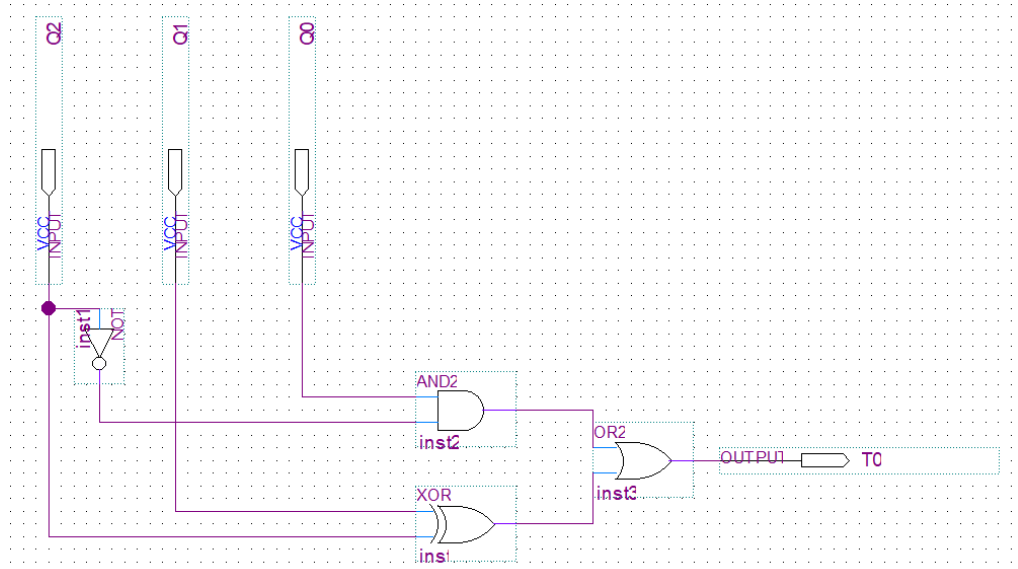 Q2
Q1
Q0
VCC
INPUT
VCC
INPUT
VCC
INPUT
inst1
NOT
AND2
inst2
OR2
inst3
OUTPUT
T0
XOR
inst